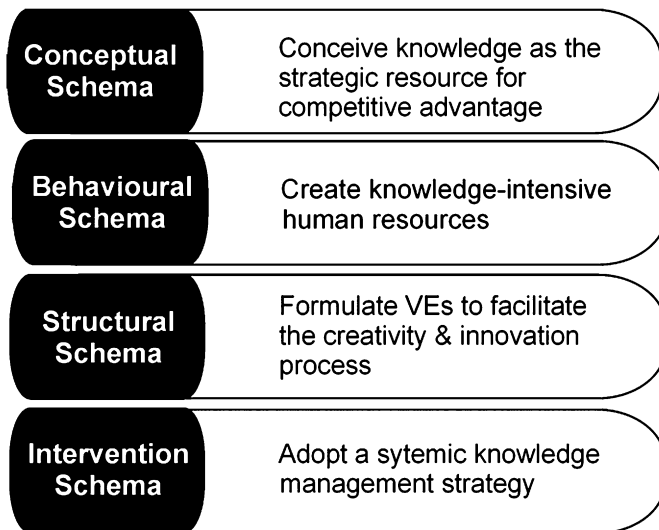 Conceptual
Schema
Conceive knowledge as the
strategic resource for
competitive advantage
Behavioural
Schema
Create knowledge-intensive
human resources
Structural
Schema
Formulate VEs to facilitate
the creativity & innovation
process
Intervention
Schema
Adopt a sytemic knowledge
management strategy